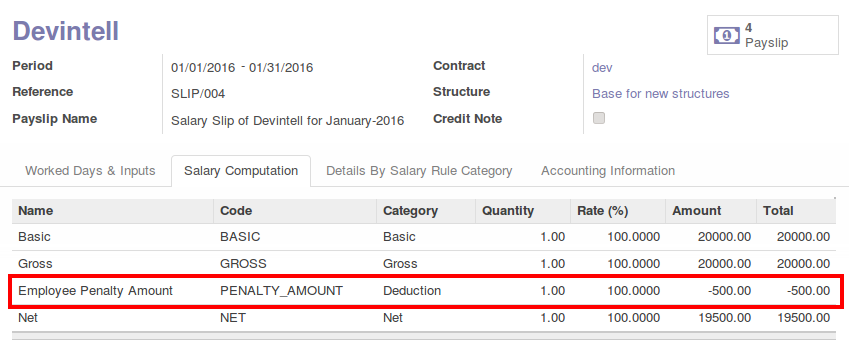 Devintell
4
Payslip
Period 01/01/2016 - 01/31/2016 Contract dev
Reference SLIP/004 Structure Base for new structures
Payslip Name Salary Slip of Devintell for January-2016 Credit Note
Worked Days & Inputs Salary Computation Details By Salary Rule Category Accounting Information
Name Code Category Quantity Rate (%) Amount Total
Basic BASIC Basic 1.00 100.0000 20000.00 20000.00
Gross GROSS Gross 1.00 100.0000 20000.00 20000.00
Employee Penalty Amount PENALTY_AMOUNT Deduction 1.00 100.0000 -500.00 -500.00
Net NET Net 1.00 100.0000 19500.00 19500.00